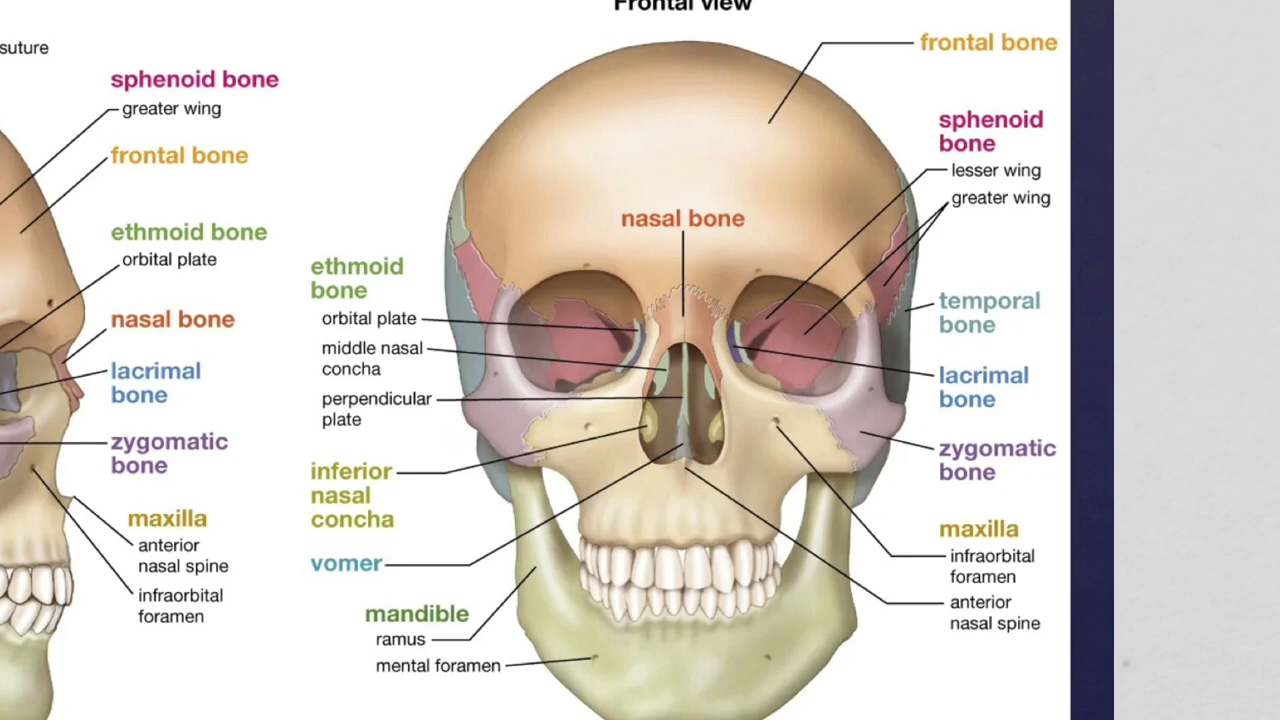 Frontal view
suture
sphenoid bone
greater wing
frontal bone
ethmoid bone
orbital plate
nasal bone
lacrimal
bone
zygomatic
bone
maxilla
anterior
nasal spine
infraorbital
foramen
nasal bone
ethmoid
bone
orbital plate
middle nasal
concha
perpendicular
plate
inferior
nasal
concha
vomer
mandible
ramus
mental foramen
frontal bone
sphenoid
bone
lesser wing
greater wing
temporal
bone
lacrimal
bone
zygomatic
bone
maxilla
infraorbital
foramen
anterior
nasal spine